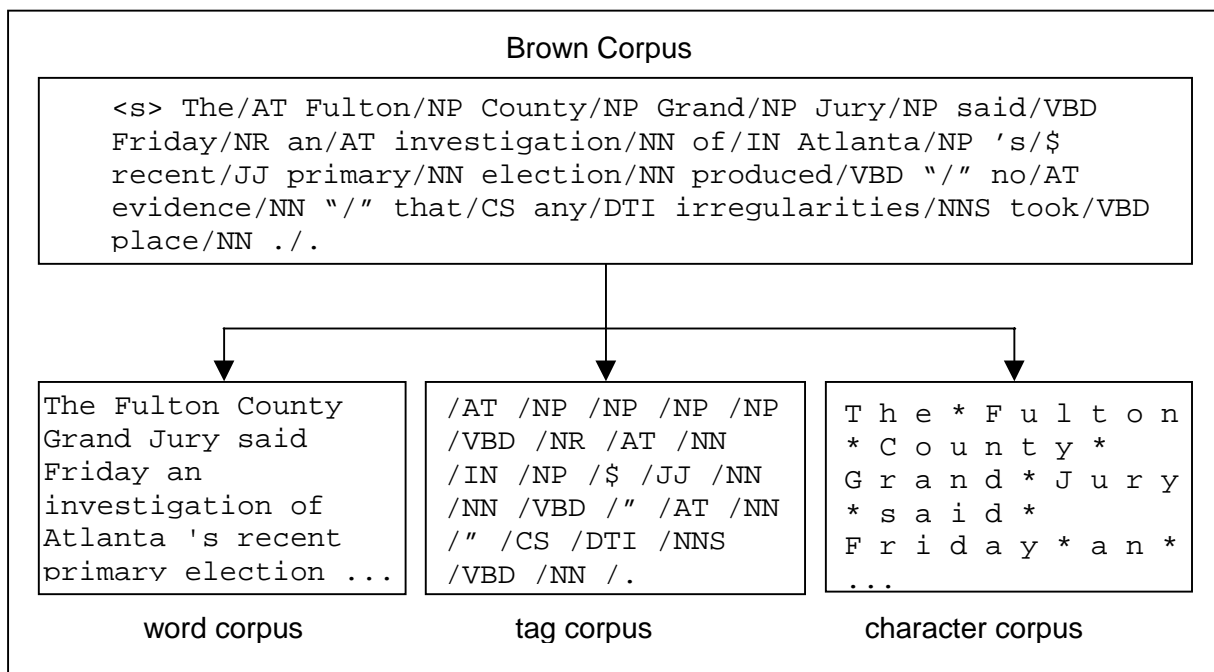 Brown Corpus
<s> The/AT Fulton/NP County/NP Grand/NP Jury/NP said/VBD
Friday/NR an/AT investigation/NN of/IN Atlanta/NP ’s/$
recent/JJ primary/NN election/NN produced/VBD “/” no/AT
evidence/NN “/” that/CS any/DTI irregularities/NNS took/VBD
place/NN ./.
The Fulton County
Grand Jury said
Friday an
investigation of
Atlanta 's recent
primary election ...
word corpus
/AT /NP /NP /NP /NP
/VBD /NR /AT /NN
/IN /NP /$ /JJ /NN
/NN /VBD /” /AT /NN
/” /CS /DTI /NNS
/VBD /NN /.
tag corpus
T h e * F u l t o n
* C o u n t y *
G r a n d * J u r y
* s a i d *
F r i d a y * a n *
...
character corpus